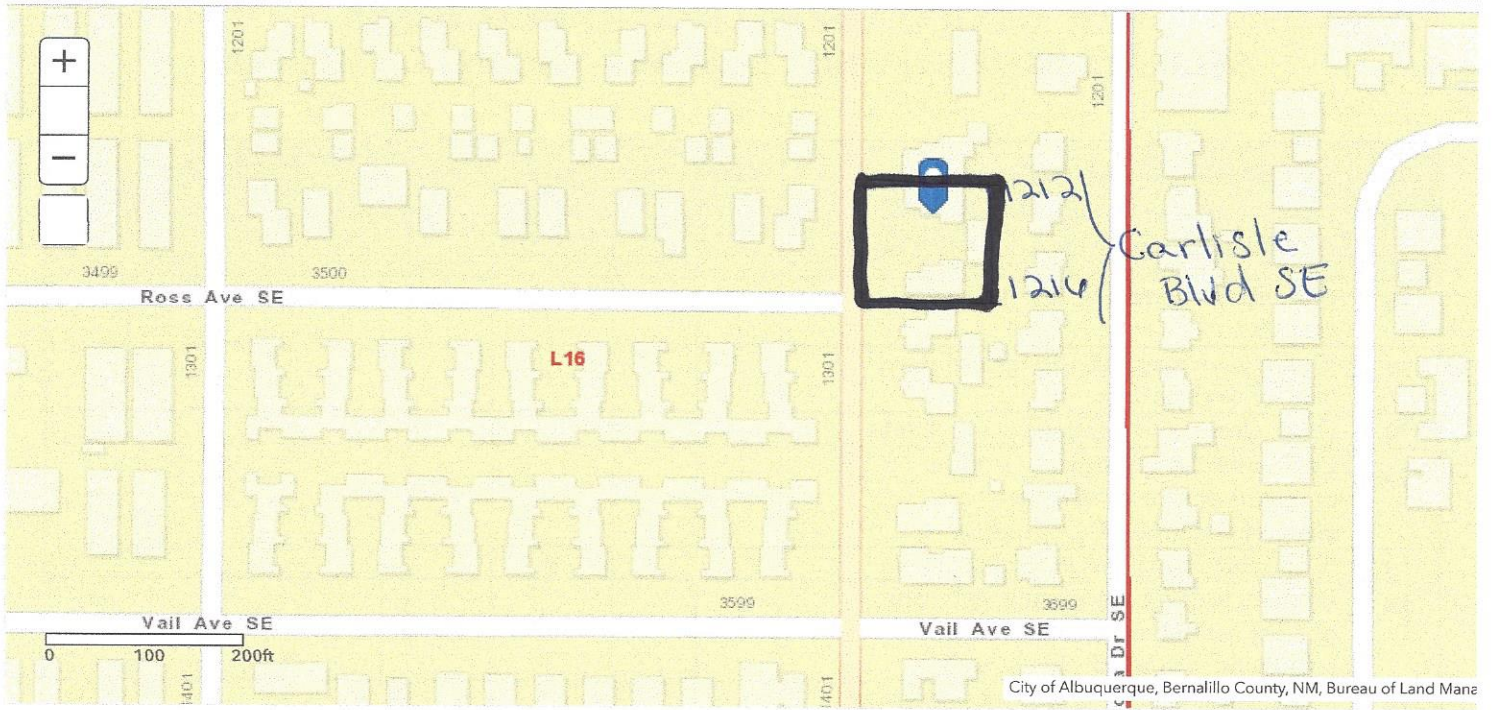 +
−
1201
1201
1201
1212
Carlisle
Blvd SE
1216
3499
3500
Ross Ave SE
1301
L16
1301
3599
3699
Vail Ave SE
Vail Ave SE
Dr SE
0 100 200ft
1401
1401
City of Albuquerque, Bernalillo County, NM, Bureau of Land Mana